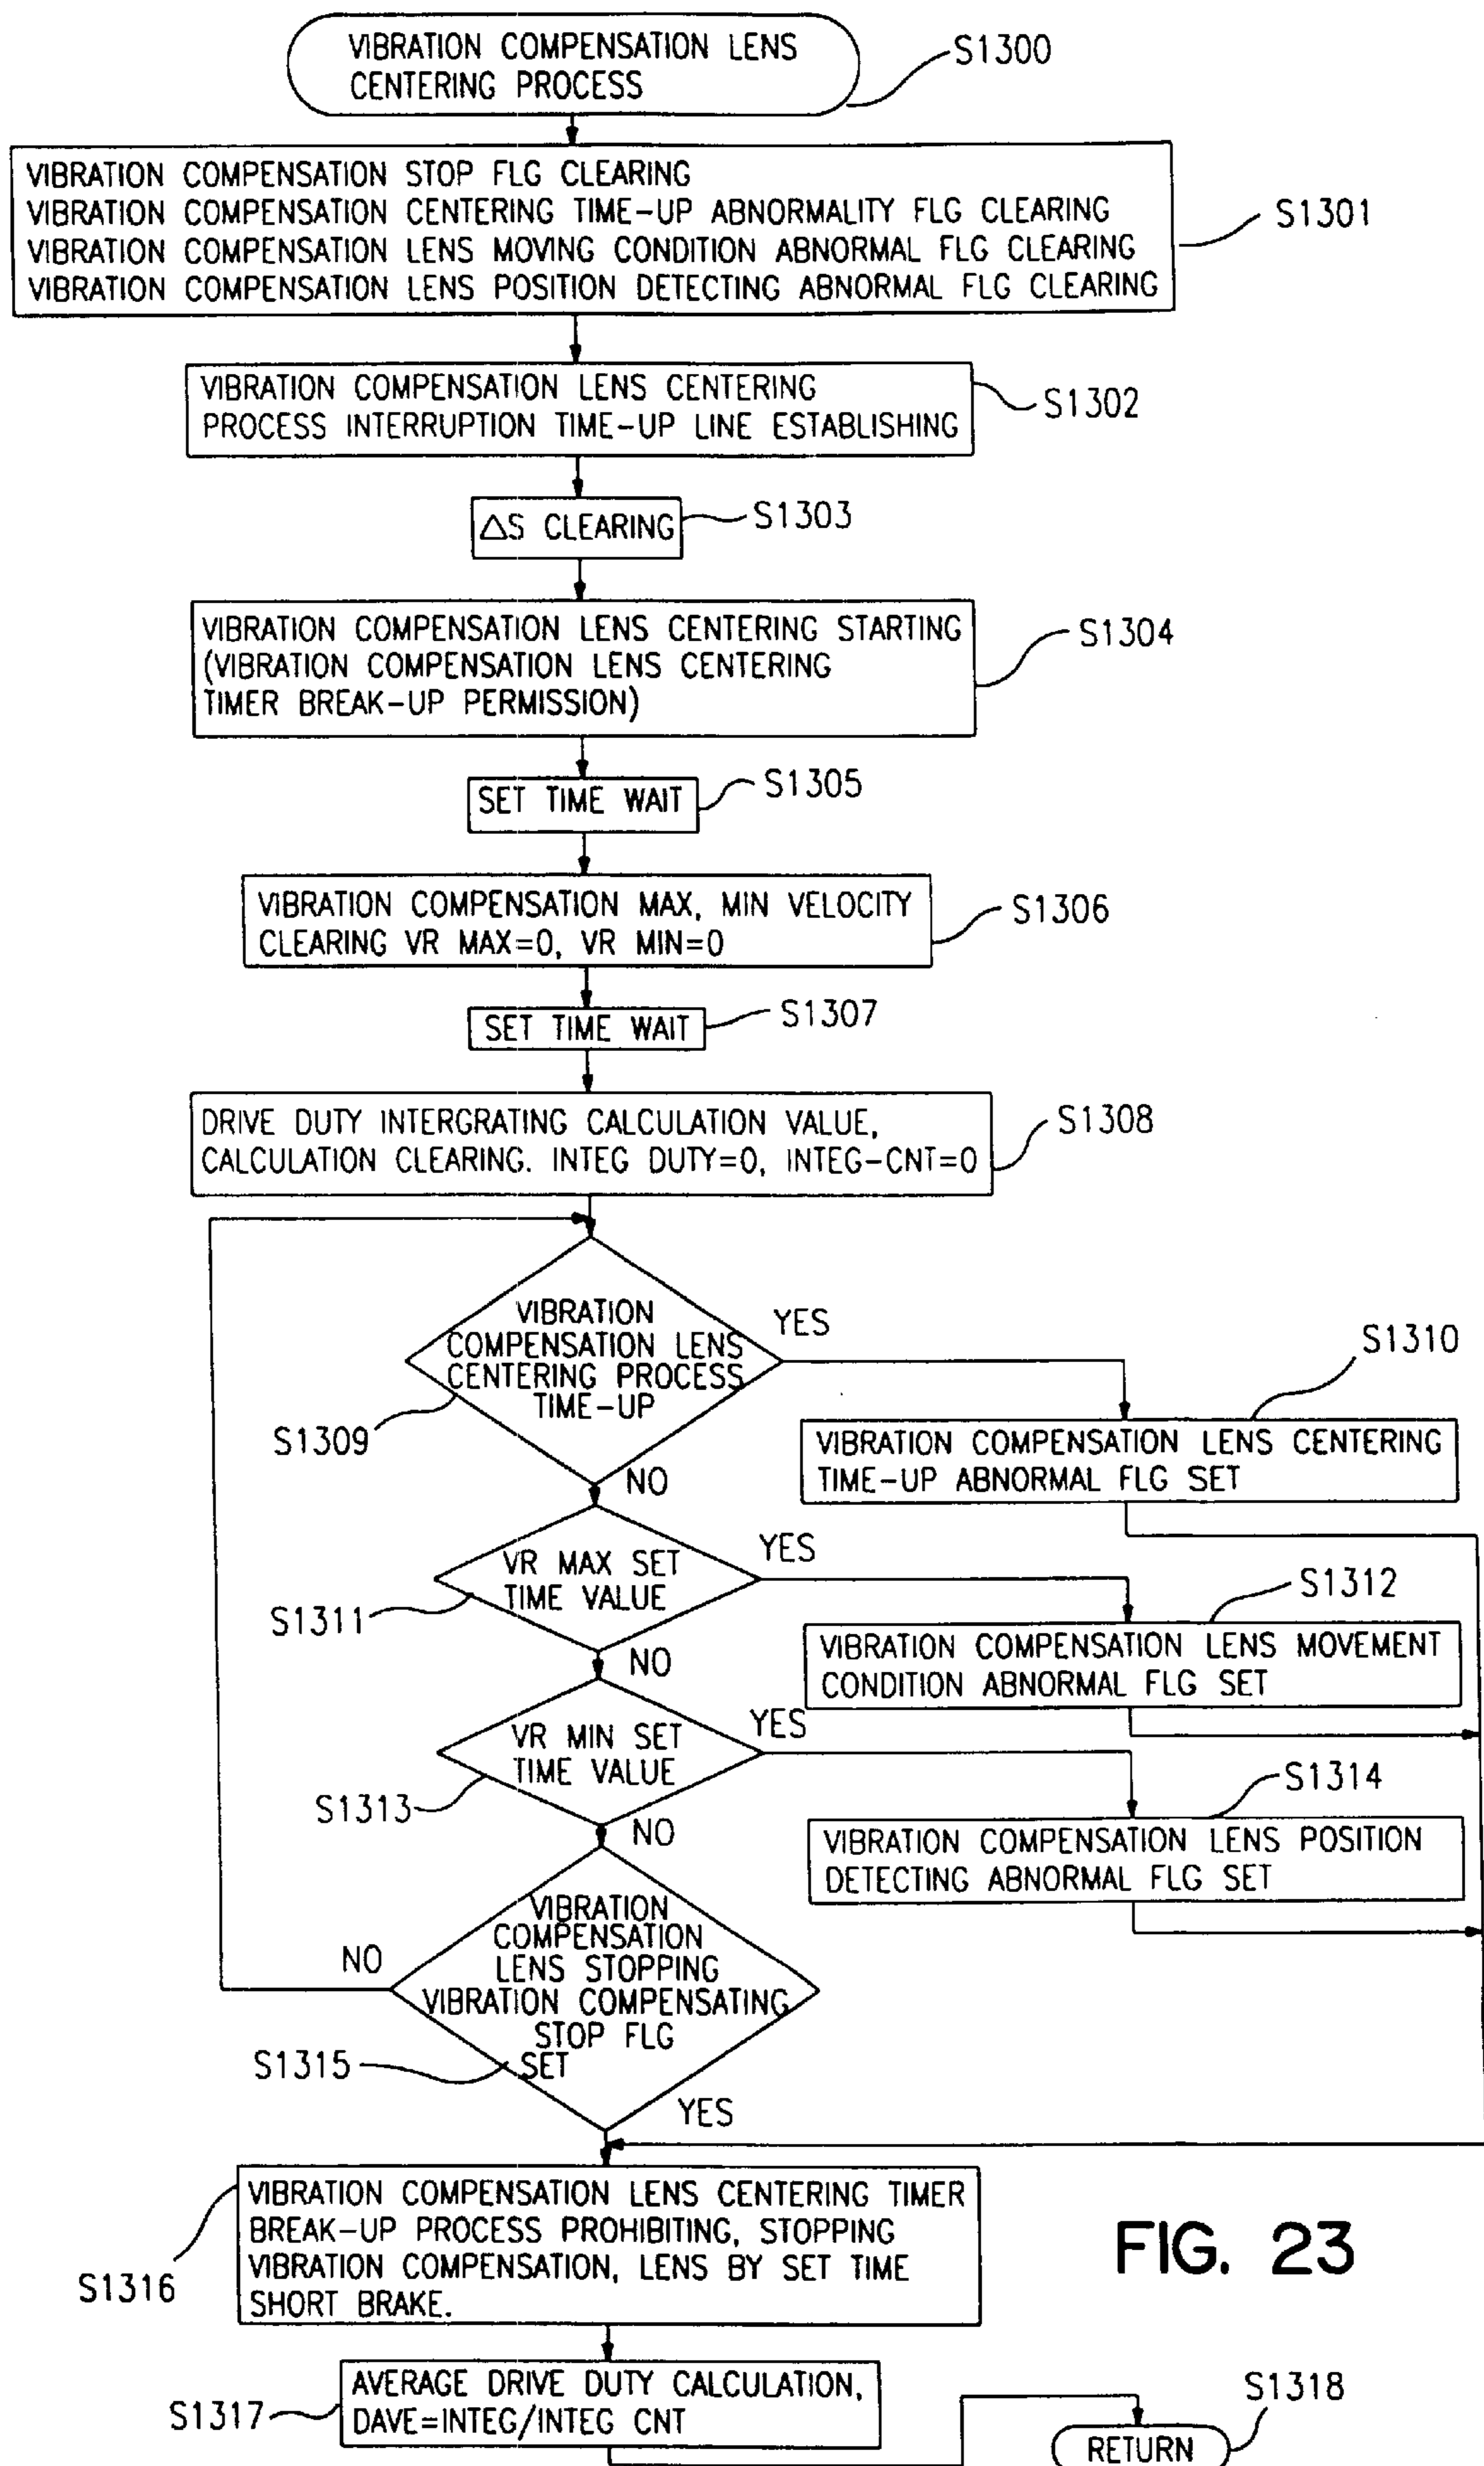 VIBRATION COMPENSATION LENS
CENTERING PROCESS
S1300
VIBRATION COMPENSATION STOP FLG CLEARING
VIBRATION COMPENSATION CENTERING TIME-UP ABNORMALITY FLG CLEARING
VIBRATION COMPENSATION LENS MOVING CONDITION ABNORMAL FLG CLEARING
VIBRATION COMPENSATION LENS POSITION DETECTING ABNORMAL FLG CLEARING
S1301
VIBRATION COMPENSATION LENS CENTERING
PROCESS INTERRUPTION TIME-UP LINE ESTABLISHING
S1302
△S CLEARING
S1303
VIBRATION COMPENSATION LENS CENTERING STARTING
(VIBRATION COMPENSATION LENS CENTERING
TIMER BREAK-UP PERMISSION)
S1304
SET TIME WAIT
S1305
VIBRATION COMPENSATION MAX, MIN VELOCITY
CLEARING VR MAX=0, VR MIN=0
S1306
SET TIME WAIT
S1307
DRIVE DUTY INTERGRATING CALCULATION VALUE,
CALCULATION CLEARING. INTEG DUTY=0, INTEG-CNT=0
S1308
VIBRATION
COMPENSATION LENS
CENTERING PROCESS
TIME-UP
YES
S1309
NO
S1310
VIBRATION COMPENSATION LENS CENTERING
TIME-UP ABNORMAL FLG SET
VR MAX SET
TIME VALUE
YES
S1311
NO
S1312
VIBRATION COMPENSATION LENS MOVEMENT
CONDITION ABNORMAL FLG SET
VR MIN SET
TIME VALUE
YES
S1313
NO
S1314
VIBRATION COMPENSATION LENS POSITION
DETECTING ABNORMAL FLG SET
VIBRATION
COMPENSATION
LENS STOPPING
VIBRATION COMPENSATING
STOP FLG
SET
NO
S1315
YES
VIBRATION COMPENSATION LENS CENTERING TIMER
BREAK-UP PROCESS PROHIBITING, STOPPING
VIBRATION COMPENSATION, LENS BY SET TIME
SHORT BRAKE.
S1316
FIG. 23
AVERAGE DRIVE DUTY CALCULATION,
DAVE=INTEG/INTEG CNT
S1317
S1318
RETURN